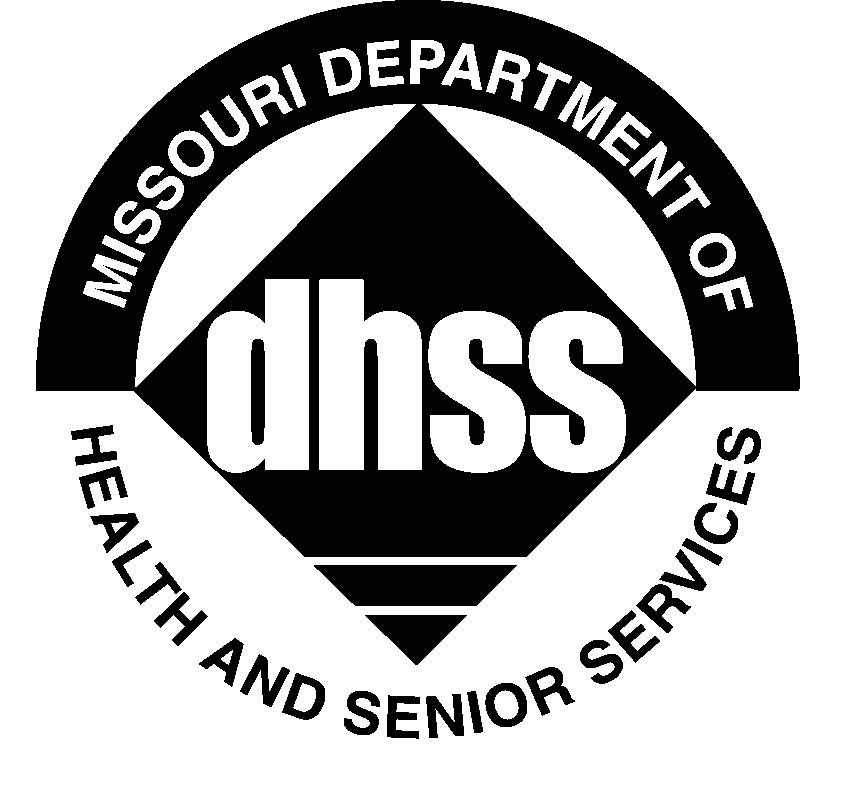 MISSOURI DEPARTMENT OF
dhss
HEALTH AND SENIOR SERVICES